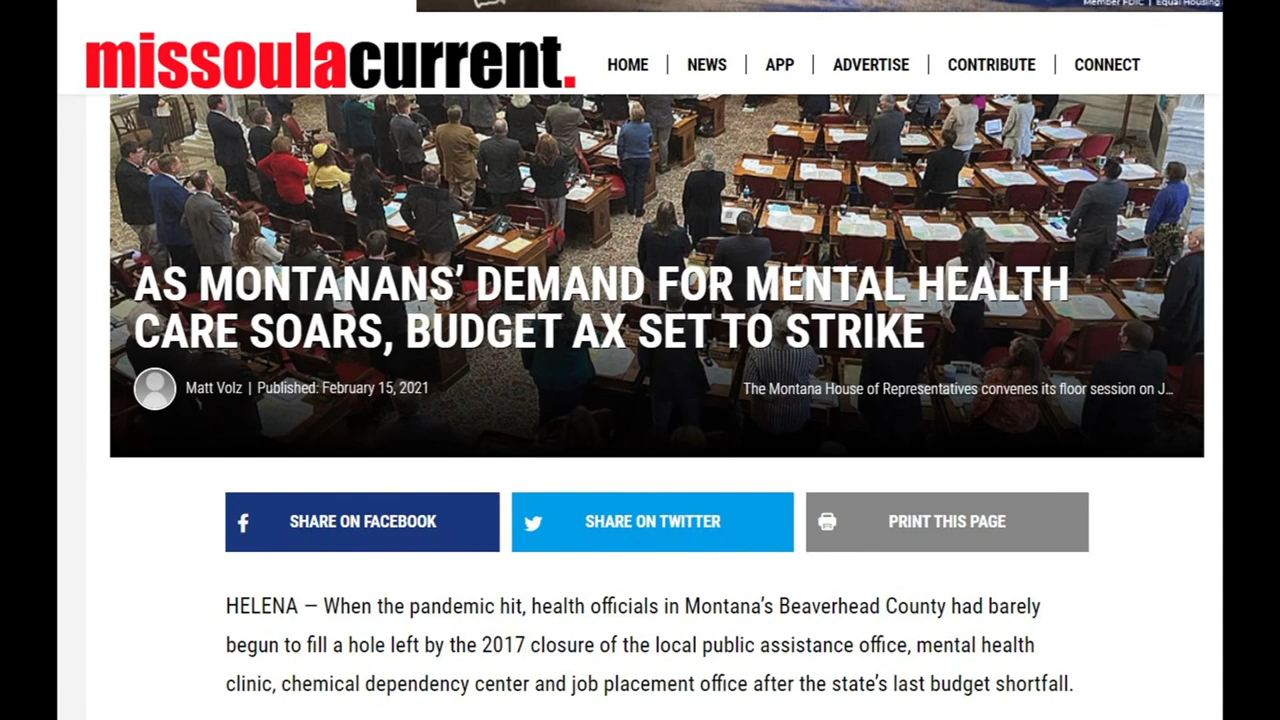 Member FDIC | Equal Housing
missoulacurrent.
HOME | NEWS | APP | ADVERTISE | CONTRIBUTE | CONNECT
AS MONTANANS’ DEMAND FOR MENTAL HEALTH
CARE SOARS, BUDGET AX SET TO STRIKE
Matt Volz | Published: February 15, 2021
The Montana House of Representatives convenes its floor session on J...
SHARE ON FACEBOOK
SHARE ON TWITTER
PRINT THIS PAGE
HELENA — When the pandemic hit, health officials in Montana’s Beaverhead County had barely
begun to fill a hole left by the 2017 closure of the local public assistance office, mental health
clinic, chemical dependency center and job placement office after the state’s last budget shortfall.